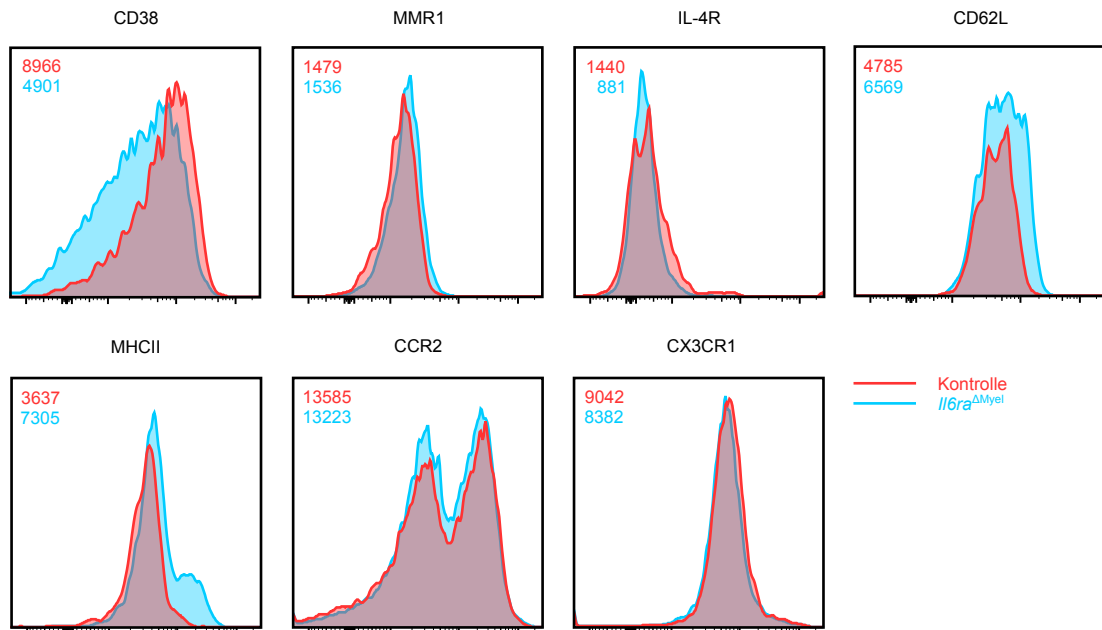 CD38
8966
4901
MMR1
1479
1536
IL-4R
1440
881
CD62L
4785
6569
MHCII
3637
7305
CCR2
13585
13223
CX3CR1
9042
8382
Kontrolle
Il6raΔMyel